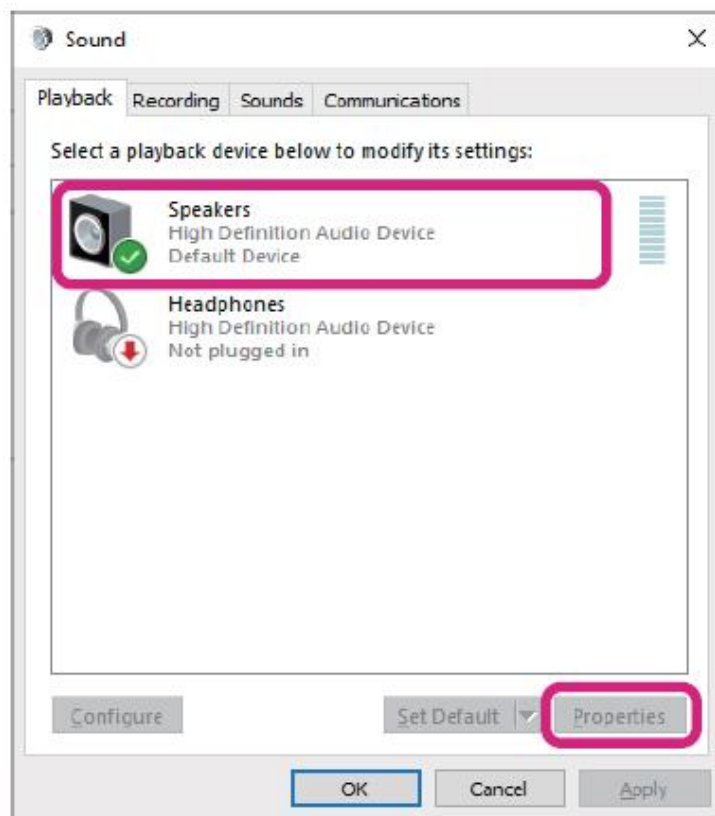 Sound
Playback Recording Sounds Communications
Select a playback device below to modify its settings:
Speakers
High Definition Audio Device
Default Device
Headphones
High Definition Audio Device
Not plugged in
Configure Set Default Properties
OK Cancel Apply